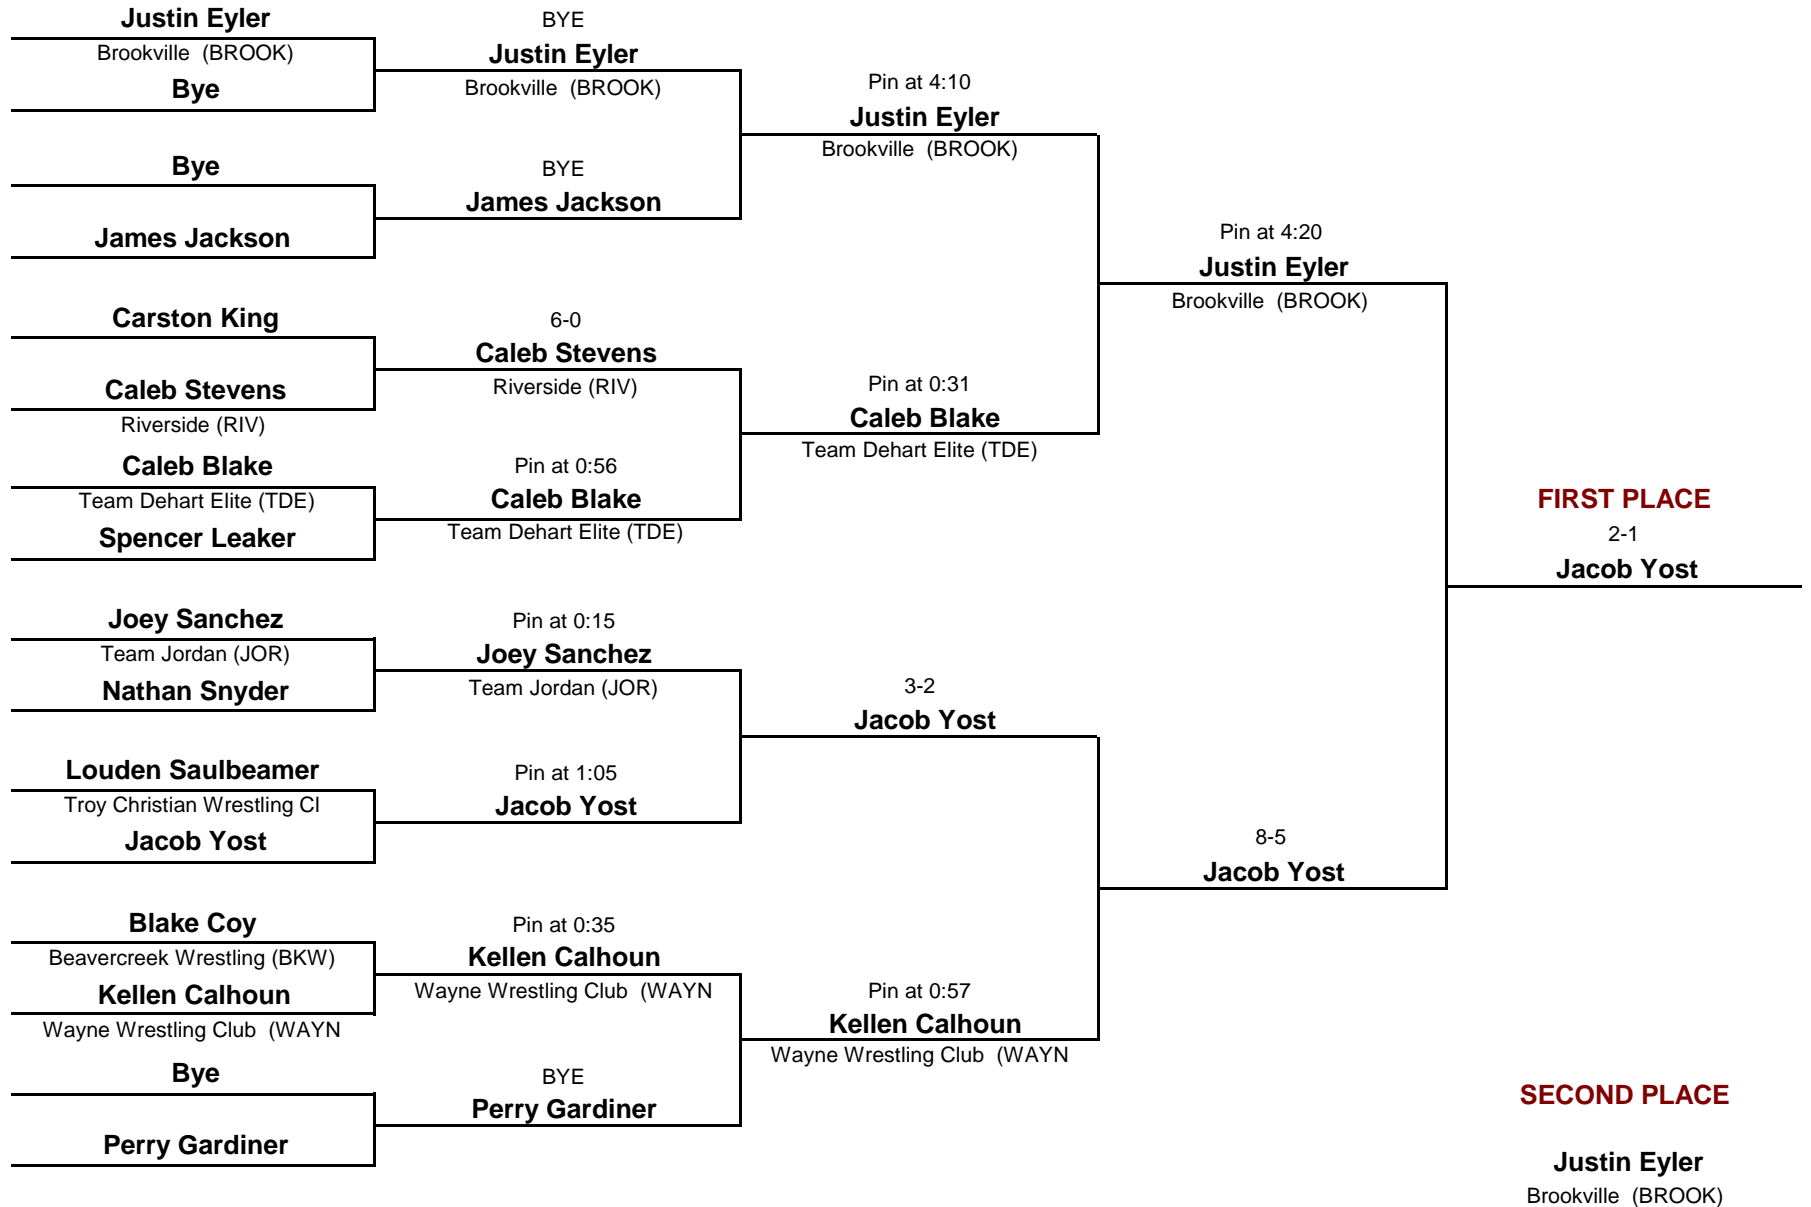 Justin Eyler
Brookville  (BROOK)
Bye
Bye
James Jackson
Carston King
Caleb Stevens
Riverside (RIV)
Caleb Blake
Team Dehart Elite (TDE)
Spencer Leaker
Joey Sanchez
Team Jordan (JOR)
Nathan Snyder
Louden Saulbeamer
Troy Christian Wrestling Cl
Jacob Yost
Blake Coy
Beavercreek Wrestling (BKW)
Kellen Calhoun
Wayne Wrestling Club  (WAYN
Bye
Perry Gardiner
BYE
Justin Eyler
Brookville  (BROOK)
BYE
James Jackson
6-0
Caleb Stevens
Riverside (RIV)
Pin at 0:56
Caleb Blake
Team Dehart Elite (TDE)
Pin at 0:15
Joey Sanchez
Team Jordan (JOR)
Pin at 1:05
Jacob Yost
Pin at 0:35
Kellen Calhoun
Wayne Wrestling Club  (WAYN
BYE
Perry Gardiner
Pin at 4:10
Justin Eyler
Brookville  (BROOK)
Pin at 0:31
Caleb Blake
Team Dehart Elite (TDE)
3-2
Jacob Yost
Pin at 0:57
Kellen Calhoun
Wayne Wrestling Club  (WAYN
Pin at 4:20
Justin Eyler
Brookville  (BROOK)
8-5
Jacob Yost
FIRST PLACE
2-1
Jacob Yost
SECOND PLACE
Justin Eyler
Brookville  (BROOK)